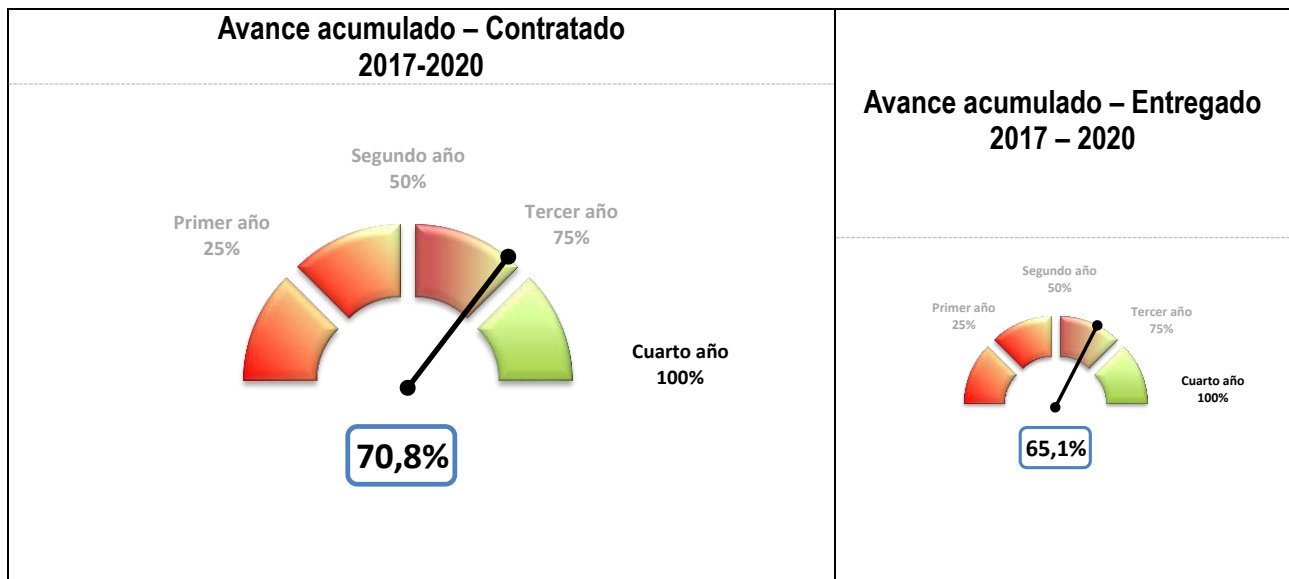 Avance acumulado – Contratado
2017-2020
Segundo año
50%
Primer año
25%
Tercer año
75%
Cuarto año
100%
70,8%
Avance acumulado – Entregado
2017 – 2020
Segundo año
50%
Primer año
25%
Tercer año
75%
Cuarto año
100%
65,1%